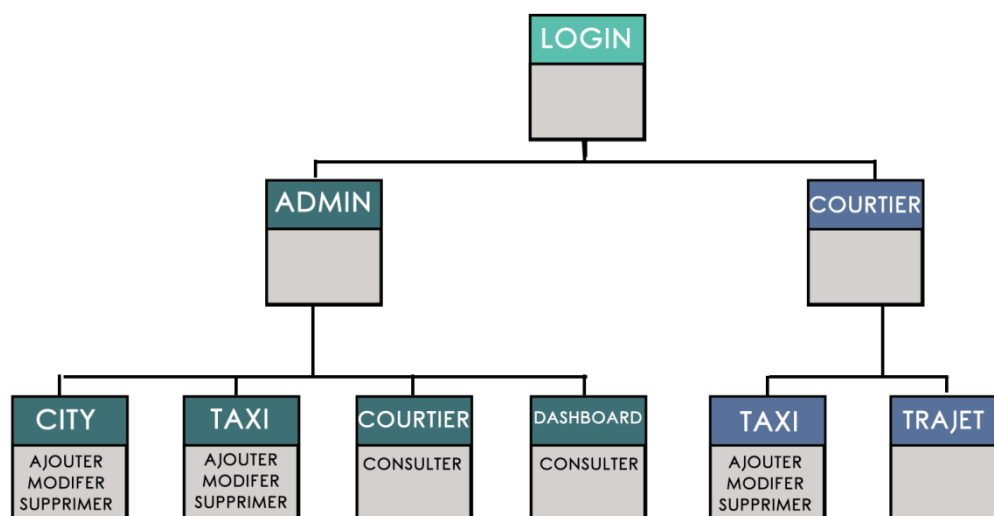 LOGIN
ADMIN
COURTIER
CITY
AJOUTER
MODIFER
SUPPRIMER
TAXI
AJOUTER
MODIFER
SUPPRIMER
COURTIER
CONSULTER
DASHBOARD
CONSULTER
TAXI
AJOUTER
MODIFER
SUPPRIMER
TRAJET